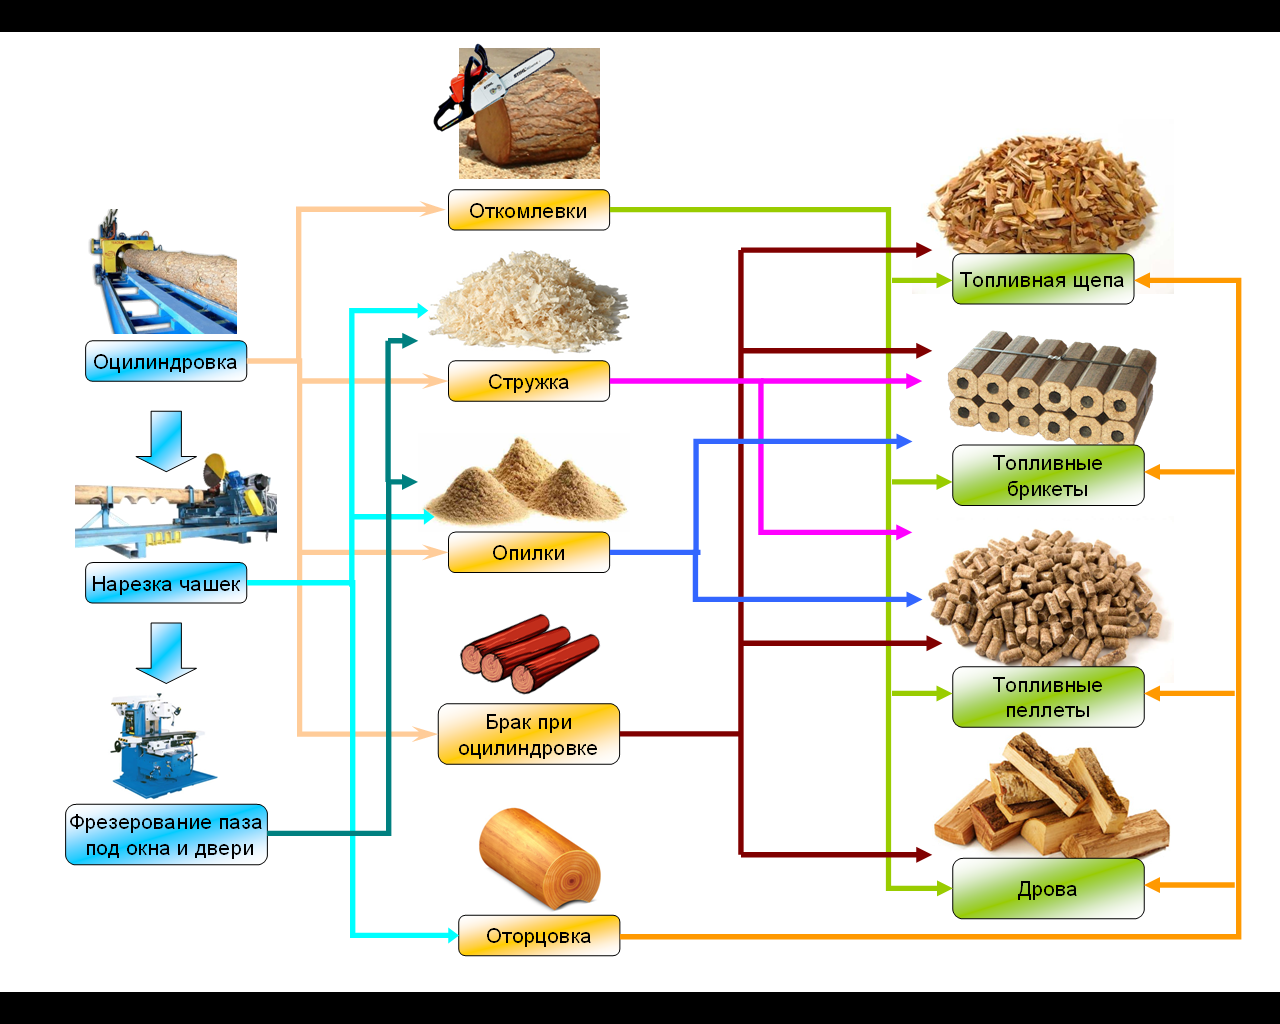 Откомлевки
Топливная щепа
Оцилиндровка
Стружка
Топливные
брикеты
Опилки
Нарезка чашек
Топливные
пеллеты
Брак при
оцилиндровке
Фрезерование паза
под окна и двери
Дрова
Оторцовка